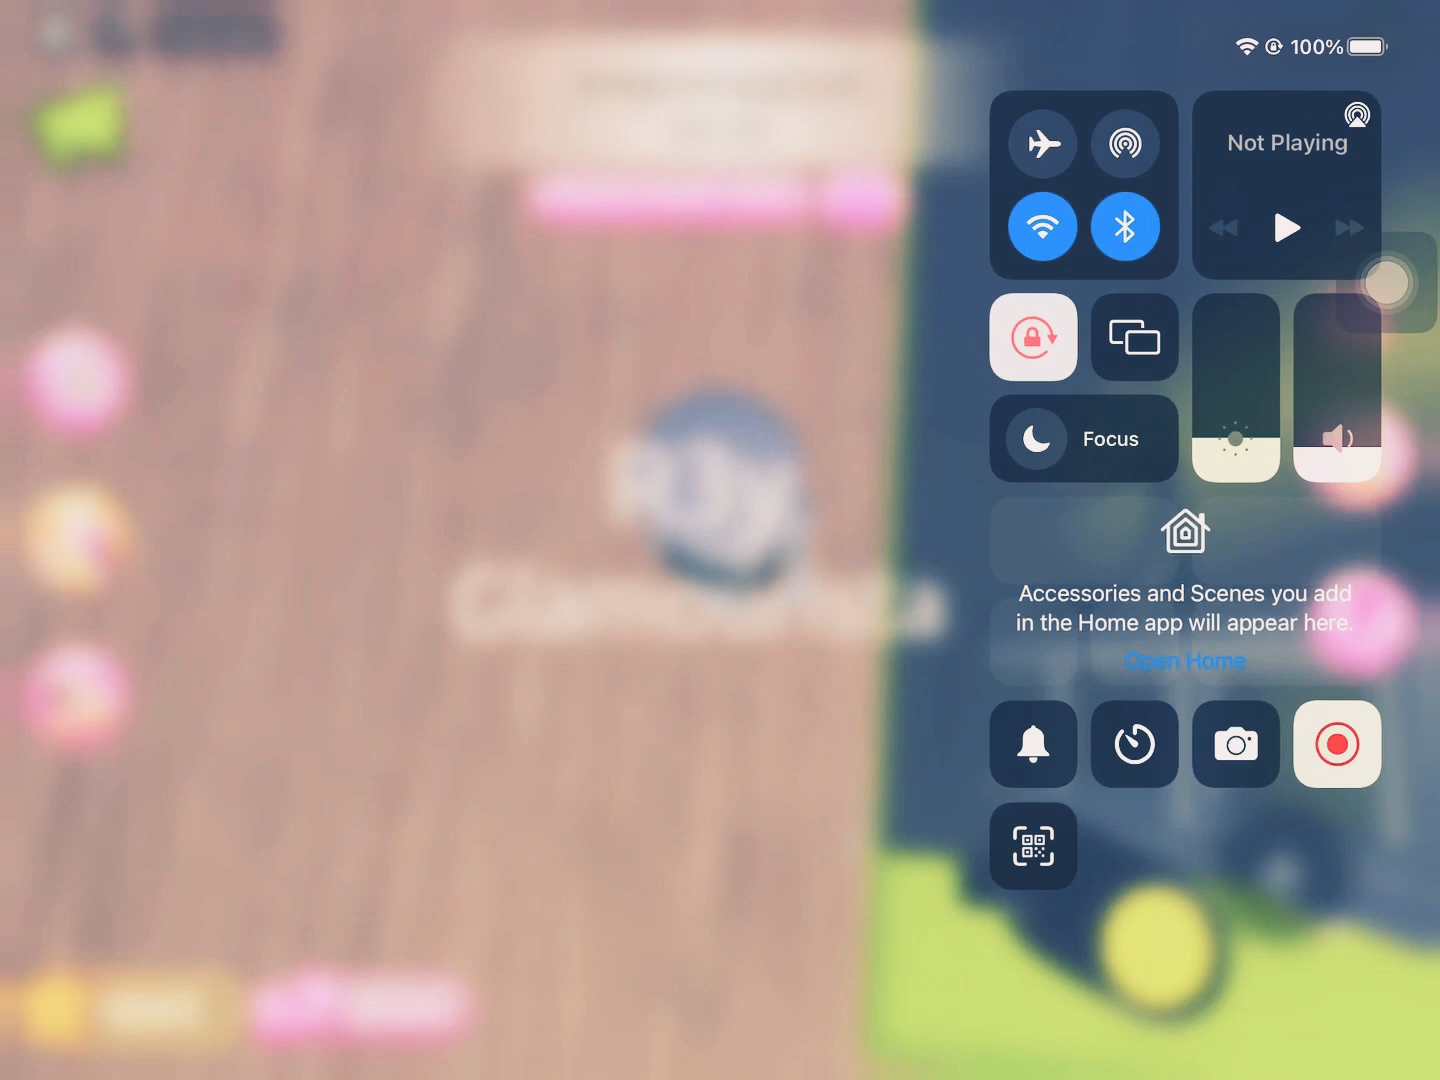 100%
Not Playing
Focus
Accessories and Scenes you add
in the Home app will appear here.
Open Home